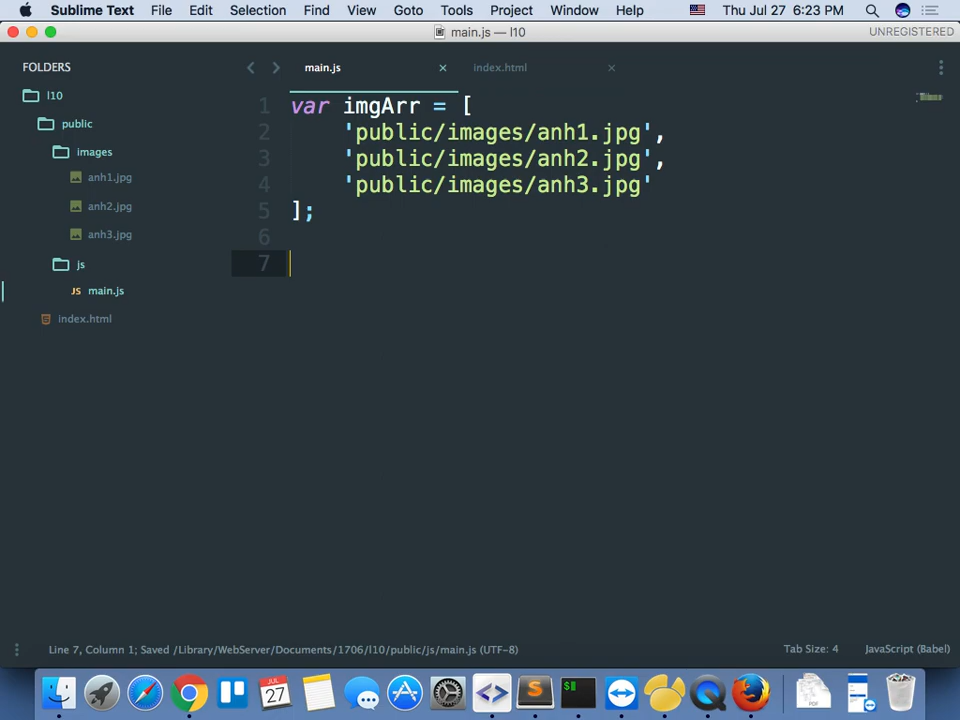 Sublime Text File Edit Selection Find View Goto Tools Project Window Help Thu Jul 27 6:23 PM
main.js — l10 UNREGISTERED
FOLDERS
l10
public
images
anh1.jpg
anh2.jpg
anh3.jpg
js
JS main.js
index.html
main.js × index.html ×
1 var imgArr = [
2 'public/images/anh1.jpg',
3 'public/images/anh2.jpg',
4 'public/images/anh3.jpg'
5 ];
6
7
Line 7, Column 1; Saved /Library/WebServer/Documents/1706/l10/public/js/main.js (UTF-8) Tab Size: 4 JavaScript (Babel)
27
$
PDF